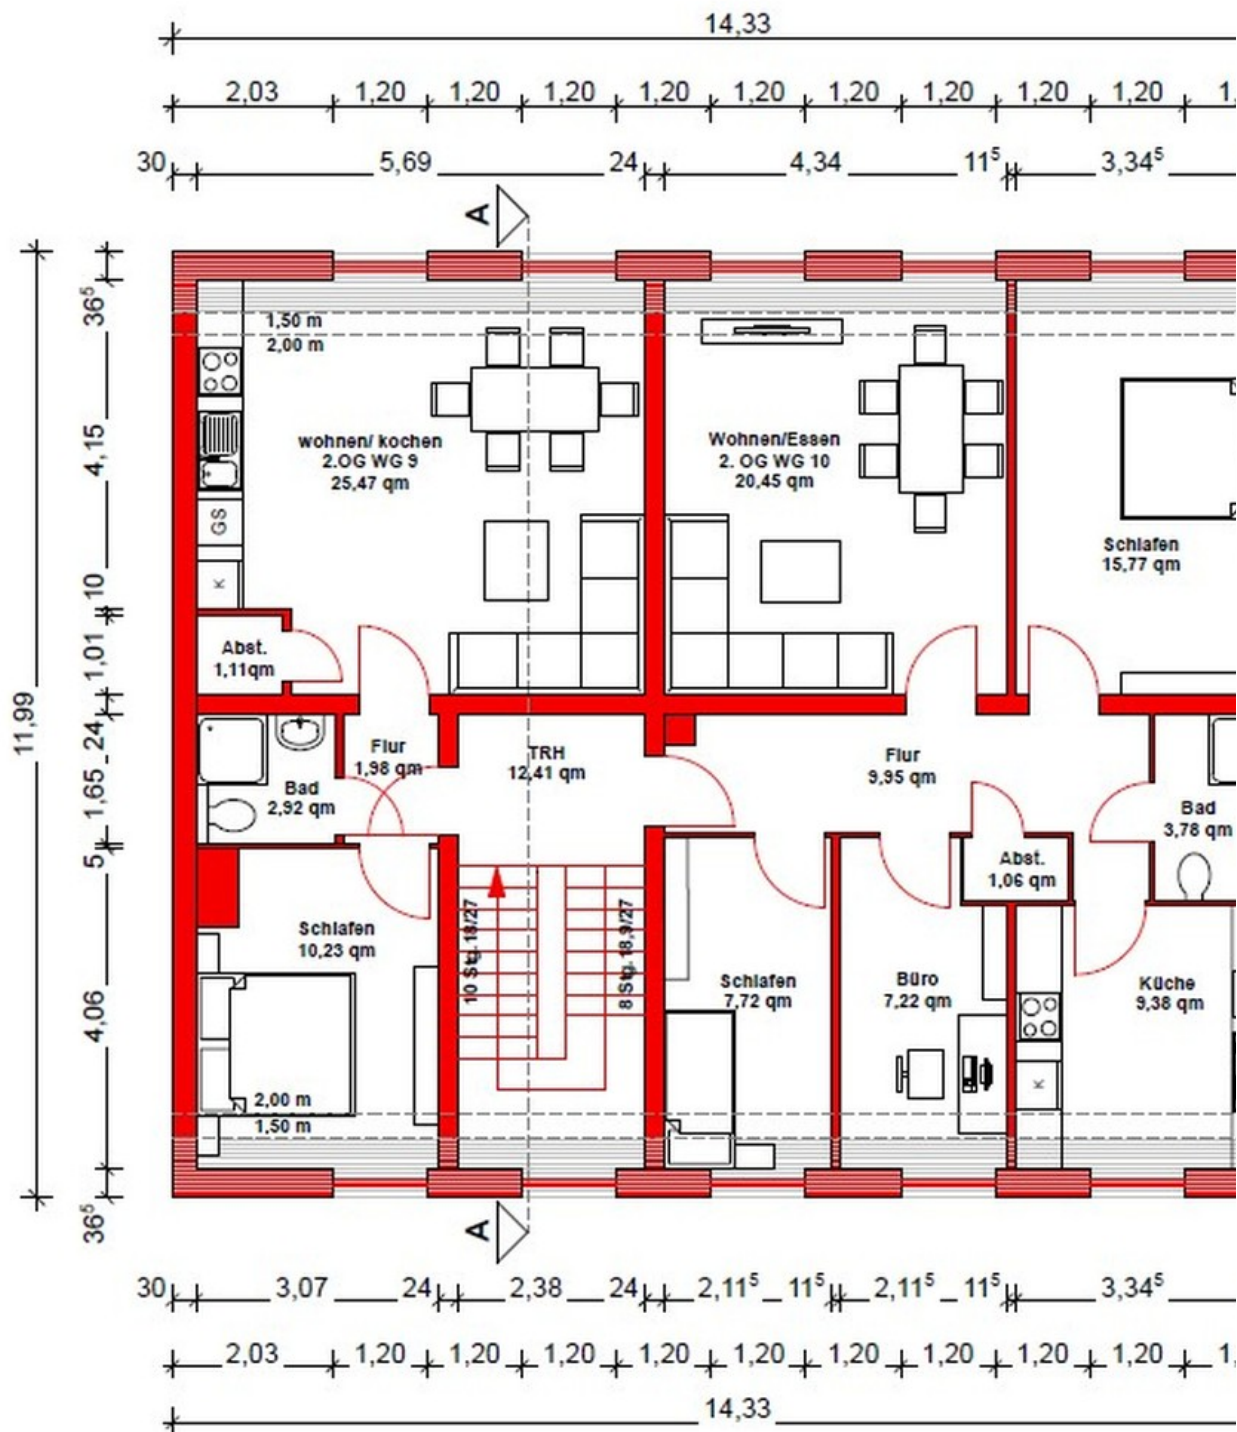 14,33
2,03 1,20 1,20 1,20 1,20 1,20 1,20 1,20 1,20 1,20 1,
30 5,69 24 4,34 11⁵ 3,34⁵
A
36⁵
1,50 m
2,00 m
4,15
wohnen/ kochen
2.OG WG 9
25,47 qm
Wohnen/Essen
2. OG WG 10
20,45 qm
GS
Schlafen
15,77 qm
K
10
Abst.
1,11qm
1,01
11,99
24
Flur
1,98 qm
TRH
12,41 qm
Flur
9,95 qm
1,65
Bad
2,92 qm
Bad
3,78 qm
5
Abst.
1,06 qm
Schlafen
10,23 qm
10 Stg. 18/27
8 Stg. 18,9/27
Schlafen
7,72 qm
Büro
7,22 qm
Küche
9,38 qm
4,06
K
2,00 m
1,50 m
36⁵
A
30 3,07 24 2,38 24 2,11⁵ 11⁵ 2,11⁵ 11⁵ 3,34⁵
2,03 1,20 1,20 1,20 1,20 1,20 1,20 1,20 1,20 1,20 1,
14,33